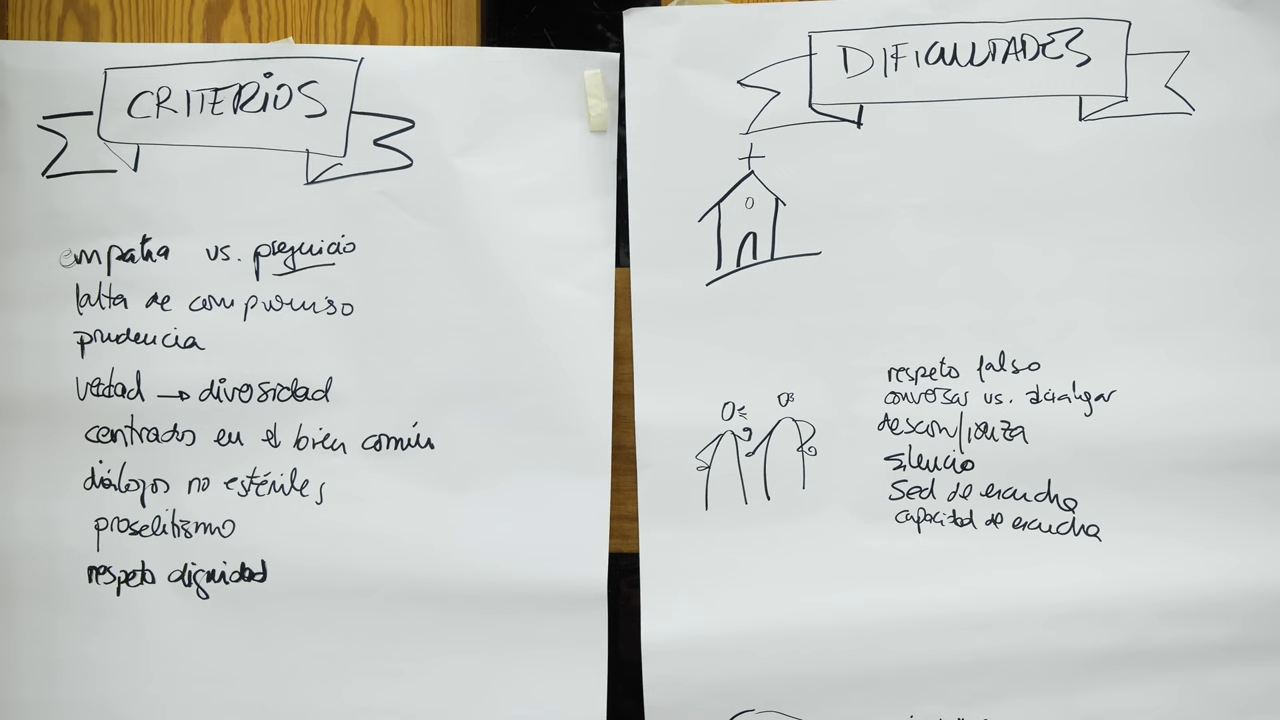 CRITERIOS
empatia vs. prejuicio
falta de compromiso
prudencia
verdad → diversidad
centrados en el bien común
diálogos no estériles
proselitismo
respeto dignidad
DIFICULTADES
respeto falso
conversar vs. dialogar
desconfianza
silencio
Sed de escucha
capacidad de escucha